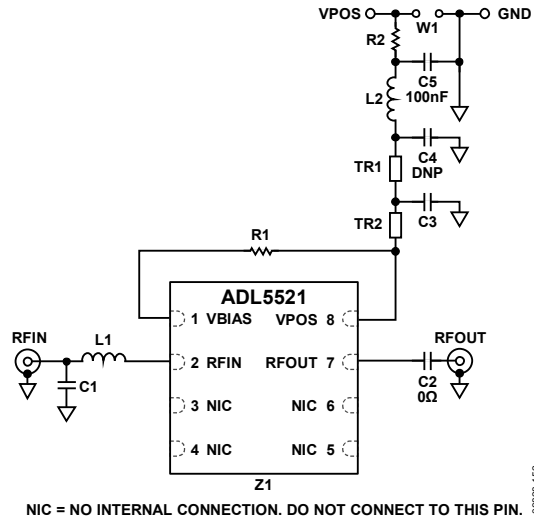 VPOS
W1
GND
R2
C5
100nF
L2
C4
DNP
TR1
TR2
C3
R1
ADL5521
1 VBIAS
VPOS 8
RFIN
L1
2 RFIN
RFOUT 7
RFOUT
C1
C2
0Ω
3 NIC
NIC 6
4 NIC
NIC 5
Z1
NIC = NO INTERNAL CONNECTION. DO NOT CONNECT TO THIS PIN.